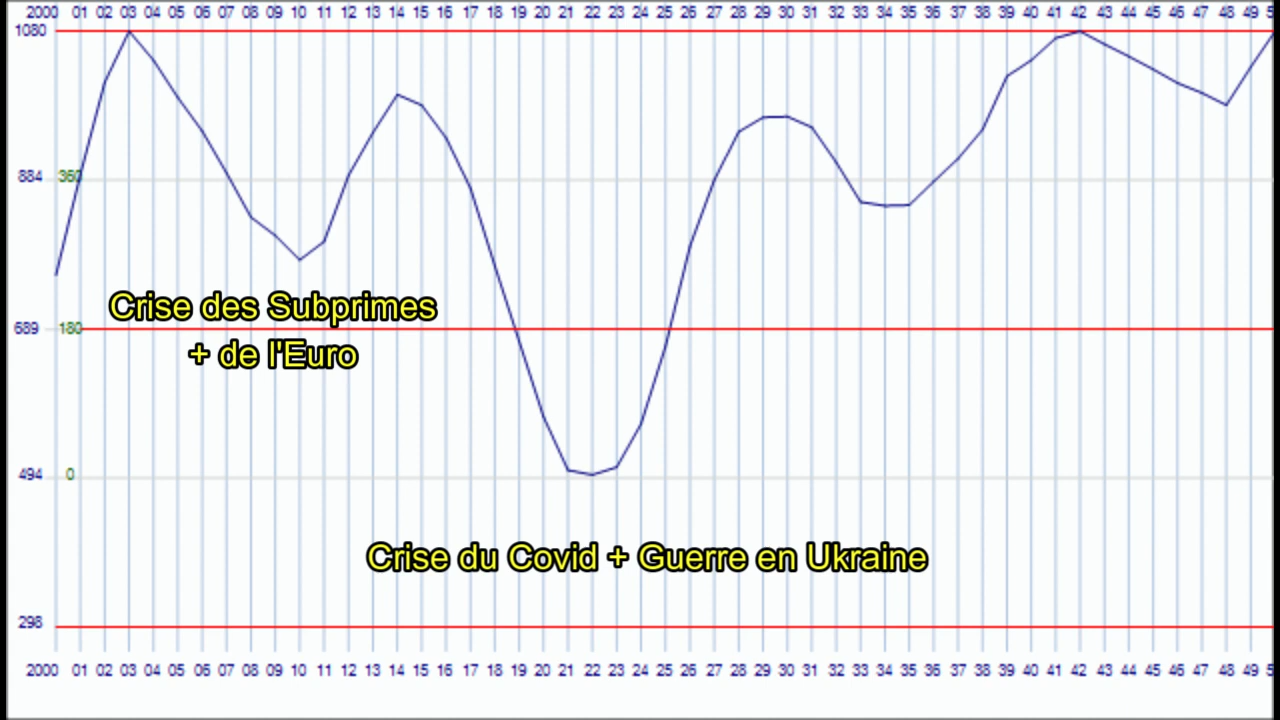 2000 01 02 03 04 05 06 07 08 09 10 11 12 13 14 15 16 17 18 19 20 21 22 23 24 25 26 27 28 29 30 31 32 33 34 35 36 37 38 39 40 41 42 43 44 45 46 47 48 49
1080
884 360
Crise des Subprimes
689 180
+ de l'Euro
494 0
Crise du Covid + Guerre en Ukraine
298
2000 01 02 03 04 05 06 07 08 09 10 11 12 13 14 15 16 17 18 19 20 21 22 23 24 25 26 27 28 29 30 31 32 33 34 35 36 37 38 39 40 41 42 43 44 45 46 47 48 49